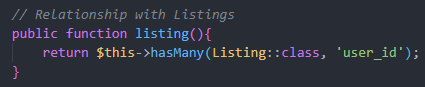 // Relationship with Listings
public function listing(){
    return $this->hasMany(Listing::class, 'user_id');
}